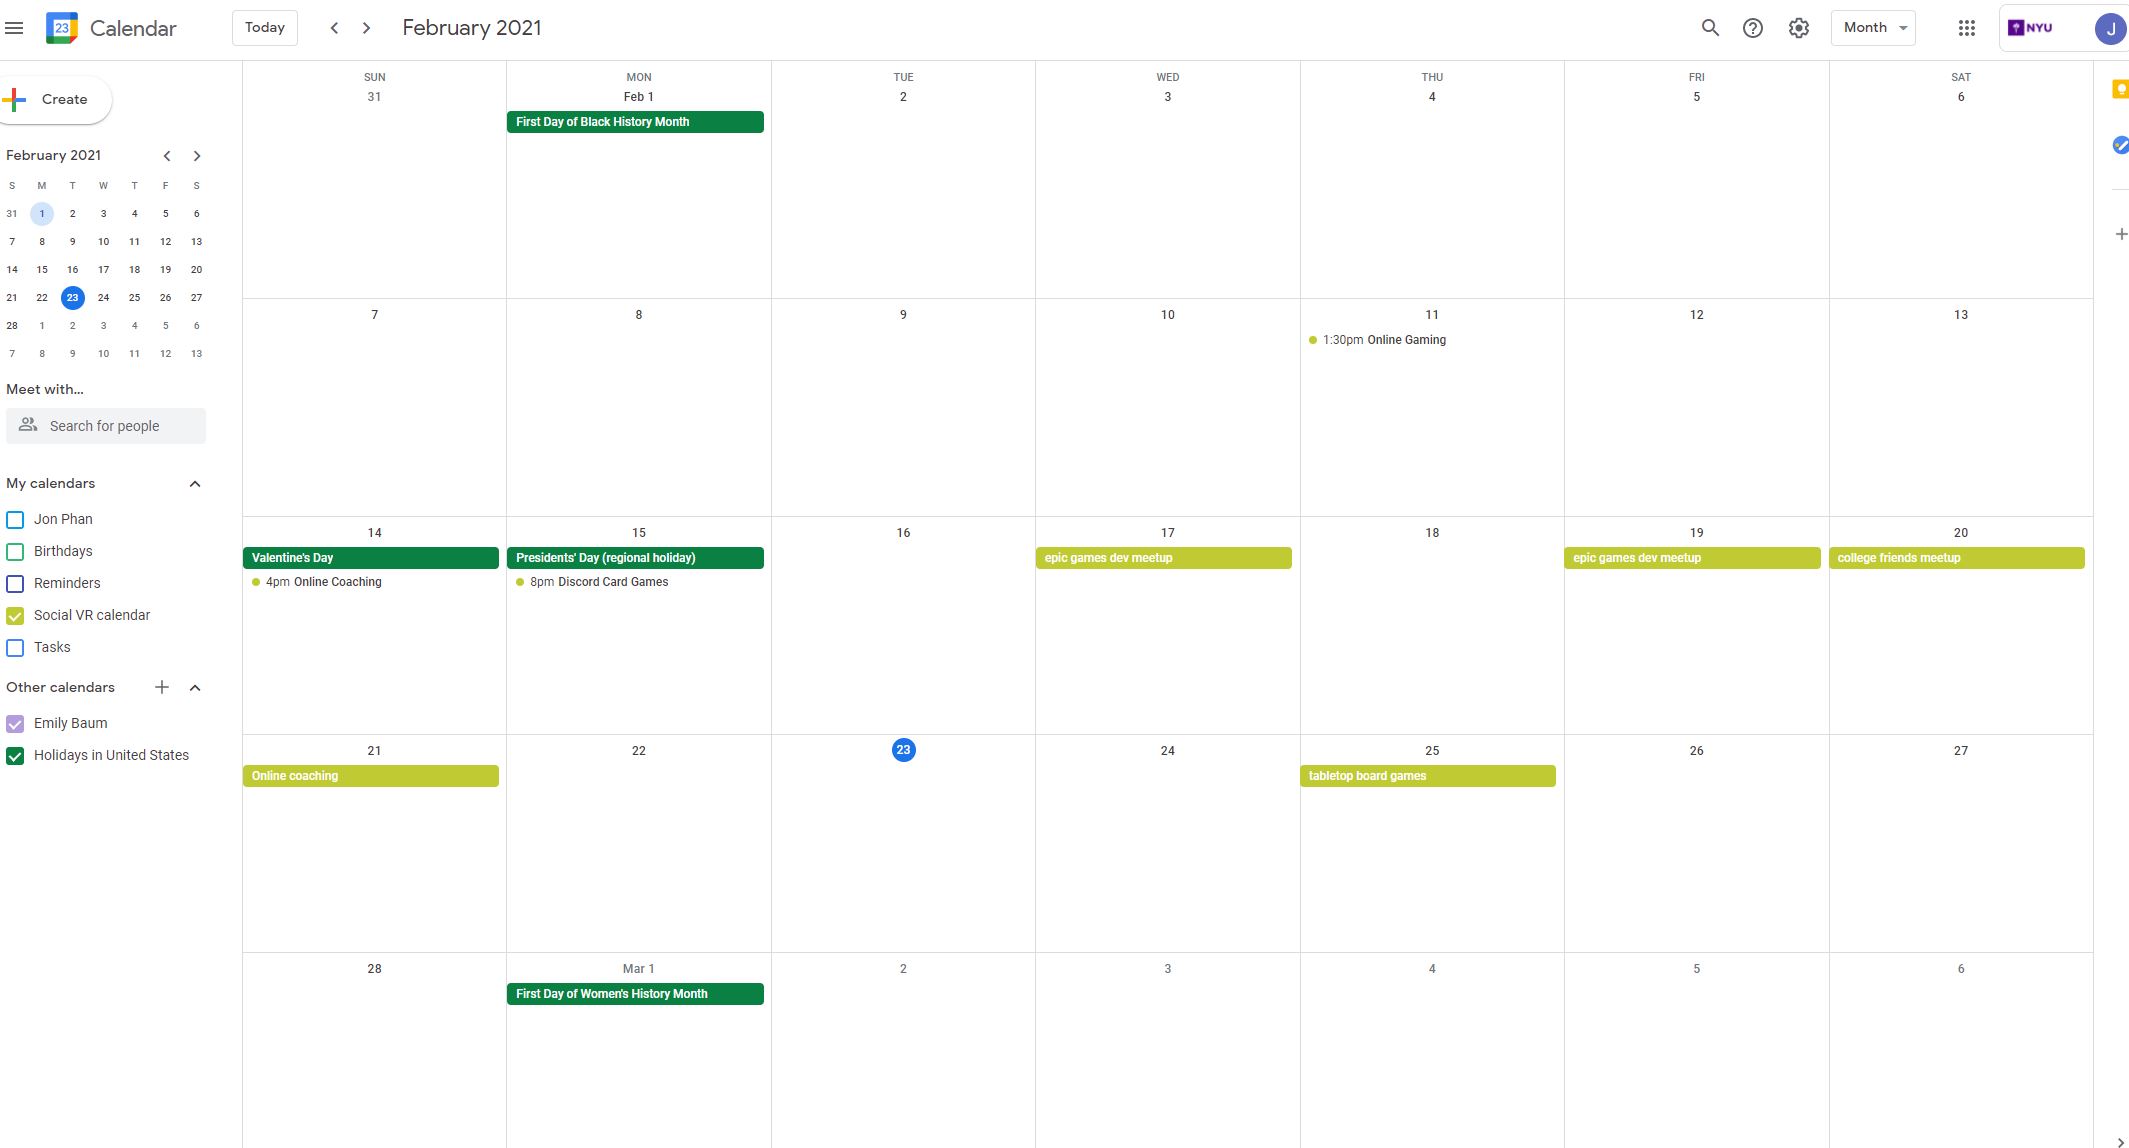 23 Calendar Today February 2021 Month NYU J
Create
February 2021
S M T W T F S
31 1 2 3 4 5 6
7 8 9 10 11 12 13
14 15 16 17 18 19 20
21 22 23 24 25 26 27
28 1 2 3 4 5 6
7 8 9 10 11 12 13
Meet with...
Search for people
My calendars
Jon Phan
Birthdays
Reminders
Social VR calendar
Tasks
Other calendars
Emily Baum
Holidays in United States
SUN MON TUE WED THU FRI SAT
31 Feb 1 2 3 4 5 6
First Day of Black History Month
7 8 9 10 11 12 13
1:30pm Online Gaming
14 15 16 17 18 19 20
Valentine's Day Presidents' Day (regional holiday) epic games dev meetup epic games dev meetup college friends meetup
4pm Online Coaching 8pm Discord Card Games
21 22 23 24 25 26 27
Online coaching tabletop board games
28 Mar 1 2 3 4 5 6
First Day of Women's History Month